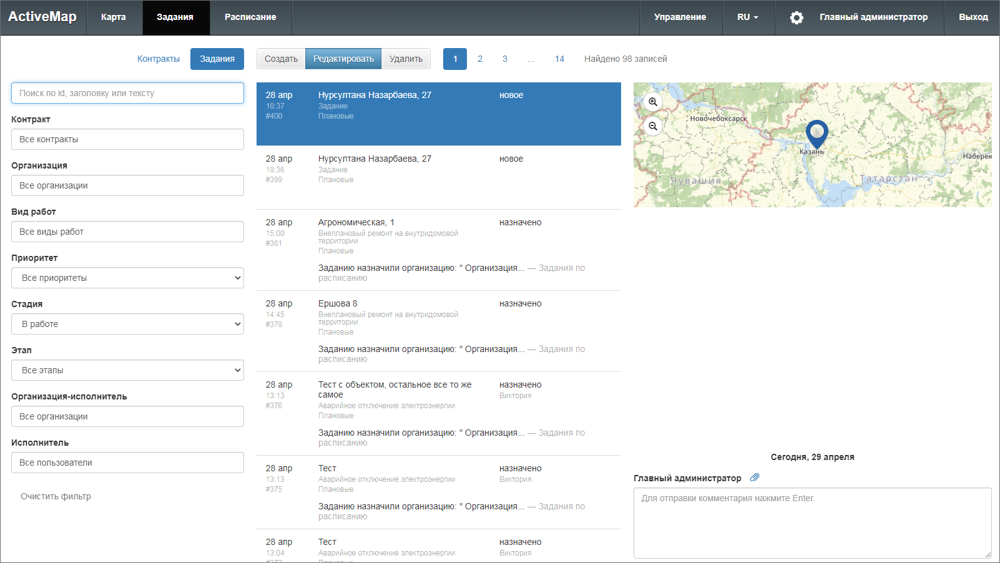 ActiveMap
Карта
Задания
Расписание
Управление
RU
Главный администратор
Выход
Контракты
Задания
Создать
Редактировать
Удалить
1
2
3
...
14
Найдено 98 записей
Поиск по id, заголовку или тексту
Контракт
Все контракты
Организация
Все организации
Вид работ
Все виды работ
Приоритет
Все приоритеты
Стадия
В работе
Этап
Все этапы
Организация-исполнитель
Все организации
Исполнитель
Все пользователи
Очистить фильтр
28 апр
18:37
#400
Нурсултана Назарбаева, 27
Задание
Плановые
новое
28 апр
18:36
#399
Нурсултана Назарбаева, 27
Задание
Плановые
новое
28 апр
15:00
#381
Агрономическая, 1
Внеплановый ремонт на внутридомовой
территории
Плановые
назначено
Заданию назначили организацию: " Организация... — Задания по
расписанию
28 апр
14:45
#378
Ершова 8
Внеплановый ремонт на внутридомовой
территории
Плановые
назначено
Заданию назначили организацию: " Организация... — Задания по
расписанию
28 апр
13:13
#376
Тест с объектом, остальное все то же
самое
Аварийное отключение электроэнергии
Плановые
назначено
Виктория
Заданию назначили организацию: " Организация... — Задания по
расписанию
28 апр
13:13
#375
Тест
Аварийное отключение электроэнергии
Плановые
назначено
Виктория
Заданию назначили организацию: " Организация... — Задания по
расписанию
28 апр
13:04
Тест
Аварийное отключение электроэнергии
назначено
Виктория
Новочебоксарск
Казань
Набереж
Чувашия
Татарстан
Сегодня, 29 апреля
Главный администратор
Для отправки комментария нажмите Enter.